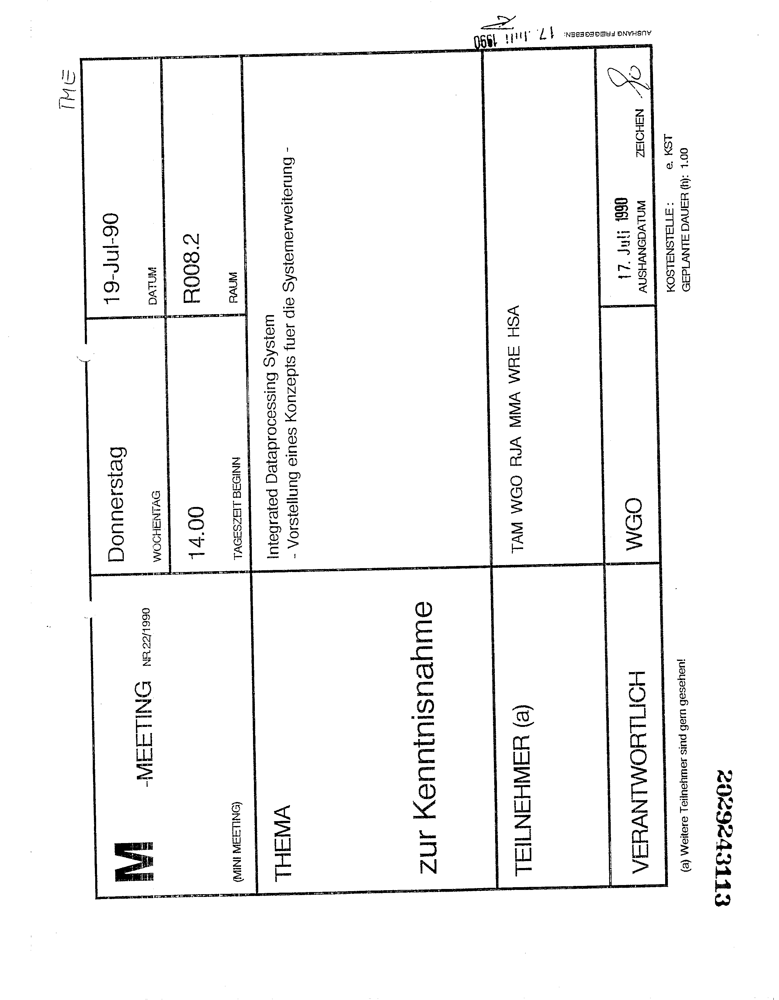 TME
AUSHANG FREIGEGEBEN: 17. Juli 1990
M -MEETING NR.22/1990
(MINI MEETING)
Donnerstag
WOCHENTAG
19-Jul-90
DATUM
14.00
TAGESZEIT BEGINN
R008.2
RAUM
THEMA
Integrated Dataprocessing System
- Vorstellung eines Konzepts fuer die Systemerweiterung -
zur Kenntnisnahme
TEILNEHMER (a)
TAM WGO RJA MMA WRE HSA
VERANTWORTLICH
WGO
17. Juli 1990
AUSHANGDATUM
ZEICHEN
(a) Weitere Teilnehmer sind gern gesehen!
KOSTENSTELLE: e. KST
GEPLANTE DAUER (h): 1.00
2029243113